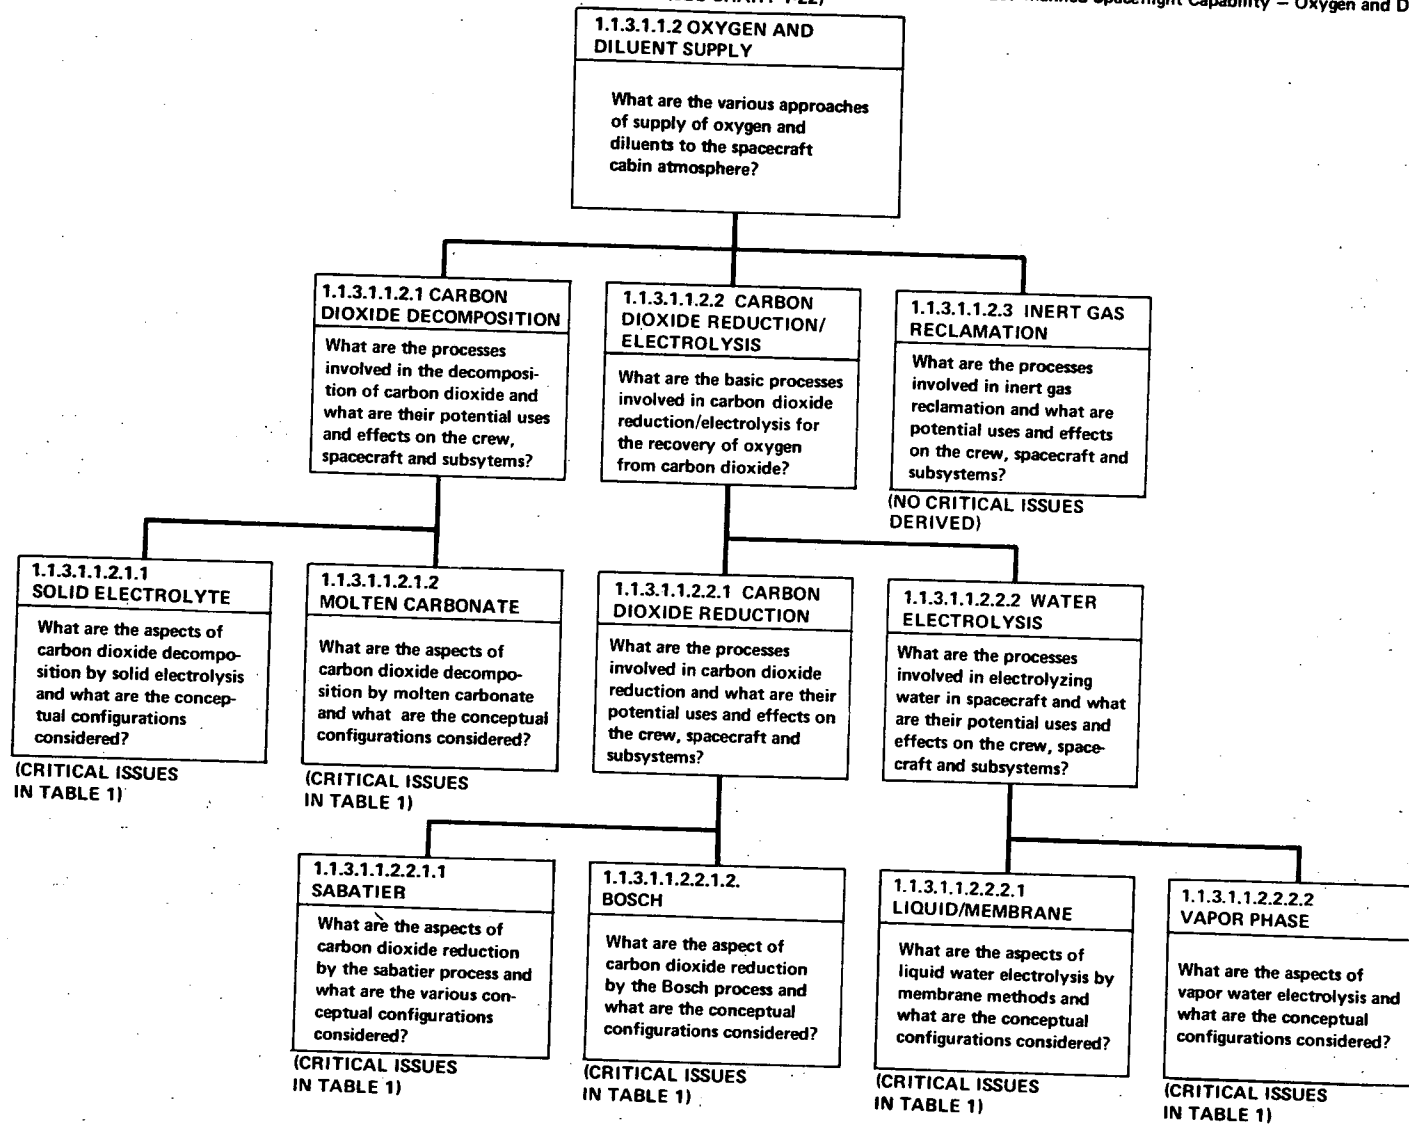 Manned Spaceflight Capability — Oxygen and D
1.1.3.1.1.2 OXYGEN AND
DILUENT SUPPLY
What are the various approaches
of supply of oxygen and
diluents to the spacecraft
cabin atmosphere?
1.1.3.1.1.2.1 CARBON
DIOXIDE DECOMPOSITION
What are the processes
involved in the decomposi-
tion of carbon dioxide and
what are their potential uses
and effects on the crew,
spacecraft and subsytems?
1.1.3.1.1.2.2 CARBON
DIOXIDE REDUCTION/
ELECTROLYSIS
What are the basic processes
involved in carbon dioxide
reduction/electrolysis for
the recovery of oxygen
from carbon dioxide?
1.1.3.1.1.2.3 INERT GAS
RECLAMATION
What are the processes
involved in inert gas
reclamation and what are
potential uses and effects
on the crew, spacecraft and
subsystems?
(NO CRITICAL ISSUES
DERIVED)
1.1.3.1.1.2.1.1
SOLID ELECTROLYTE
What are the aspects of
carbon dioxide decompo-
sition by solid electrolysis
and what are the concep-
tual configurations
considered?
(CRITICAL ISSUES
IN TABLE 1)
1.1.3.1.1.2.1.2
MOLTEN CARBONATE
What are the aspects of
carbon dioxide decompo-
sition by molten carbonate
and what are the conceptual
configurations considered?
(CRITICAL ISSUES
IN TABLE 1)
1.1.3.1.1.2.2.1 CARBON
DIOXIDE REDUCTION
What are the processes
involved in carbon dioxide
reduction and what are their
potential uses and effects on
the crew, spacecraft and
subsystems?
1.1.3.1.1.2.2.2 WATER
ELECTROLYSIS
What are the processes
involved in electrolyzing
water in spacecraft and what
are their potential uses and
effects on the crew, space-
craft and subsystems?
1.1.3.1.1.2.2.1.1
SABATIER
What are the aspects of
carbon dioxide reduction
by the sabatier process and
what are the various con-
ceptual configurations
considered?
(CRITICAL ISSUES
IN TABLE 1)
1.1.3.1.1.2.2.1.2.
BOSCH
What are the aspect of
carbon dioxide reduction
by the Bosch process and
what are the conceptual
configurations considered?
(CRITICAL ISSUES
IN TABLE 1)
1.1.3.1.1.2.2.2.1
LIQUID/MEMBRANE
What are the aspects of
liquid water electrolysis by
membrane methods and
what are the conceptual
configurations considered?
(CRITICAL ISSUES
IN TABLE 1)
1.1.3.1.1.2.2.2.2
VAPOR PHASE
What are the aspects of
vapor water electrolysis and
what are the conceptual
configurations considered?
(CRITICAL ISSUES
IN TABLE 1)